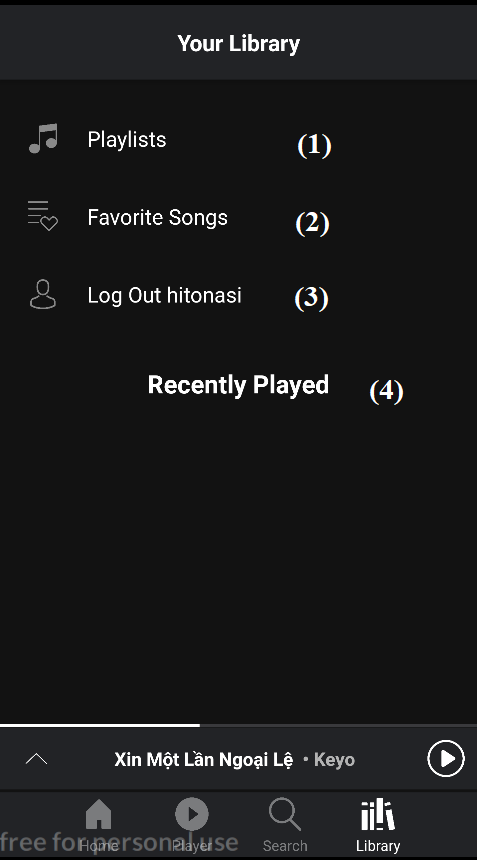 Your Library
Playlists (1)
Favorite Songs (2)
Log Out hitonasi (3)
Recently Played (4)
Xin Một Lần Ngoại Lệ • Keyo
free for personal use
Home Player Search Library